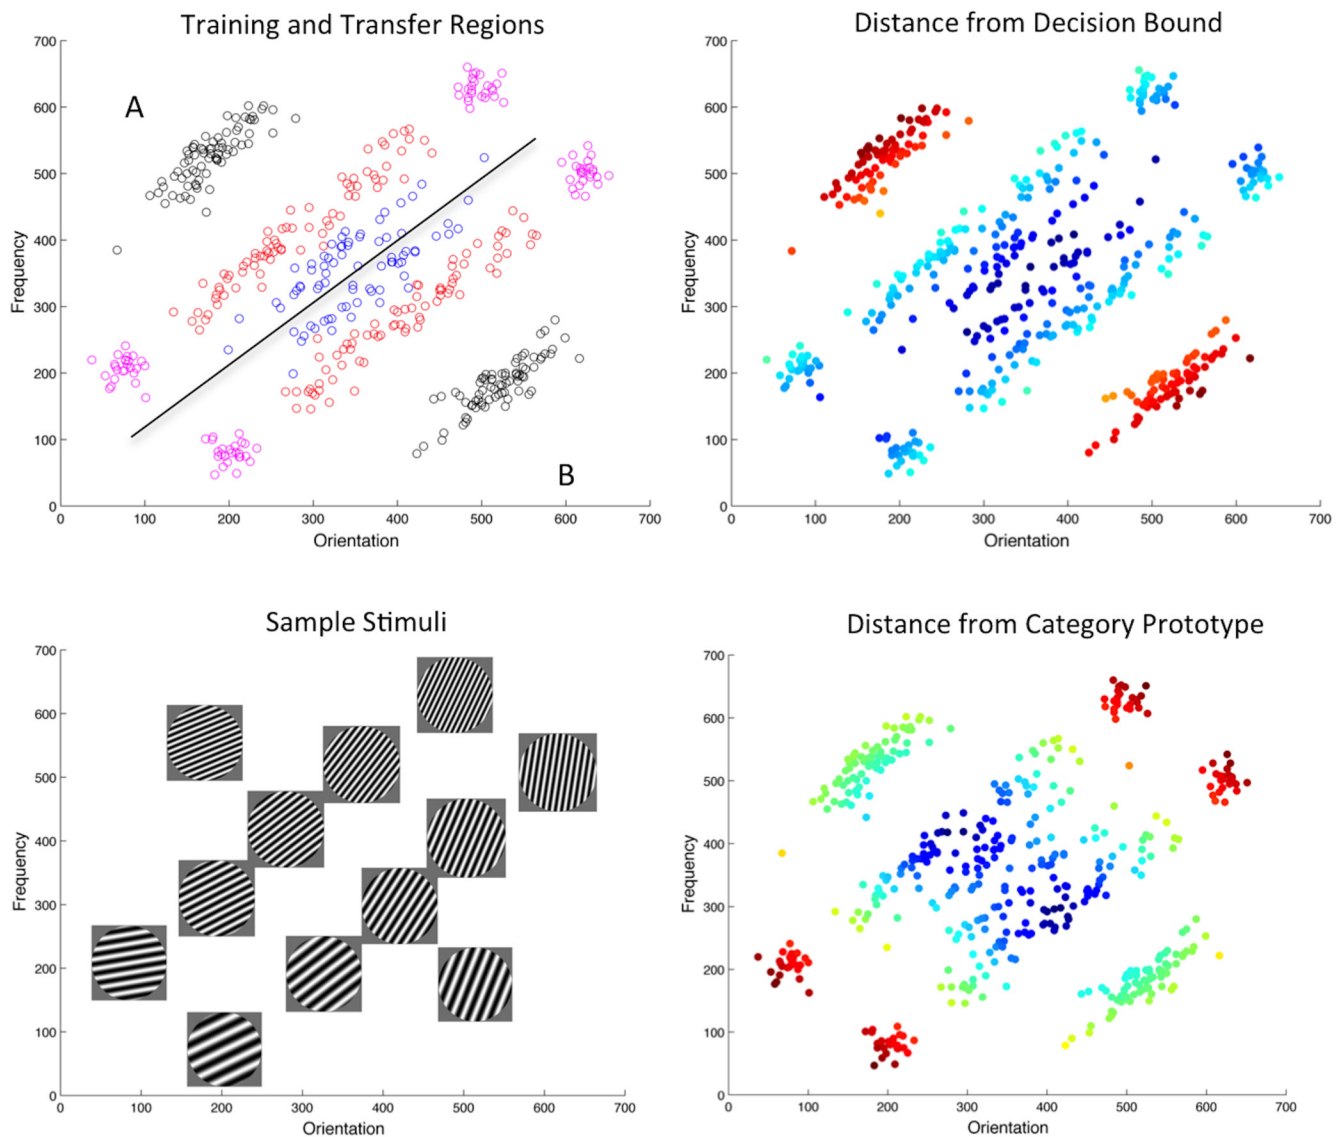 Training and Transfer Regions
700
600
500
400
300
200
100
0
Frequency
A
B
0 100 200 300 400 500 600 700
Orientation
Distance from Decision Bound
700
600
500
400
300
200
100
0
Frequency
0 100 200 300 400 500 600 700
Orientation
Sample Stimuli
700
600
500
400
300
200
100
0
Frequency
0 100 200 300 400 500 600 700
Orientation
Distance from Category Prototype
700
600
500
400
300
200
100
0
Frequency
0 100 200 300 400 500 600 700
Orientation